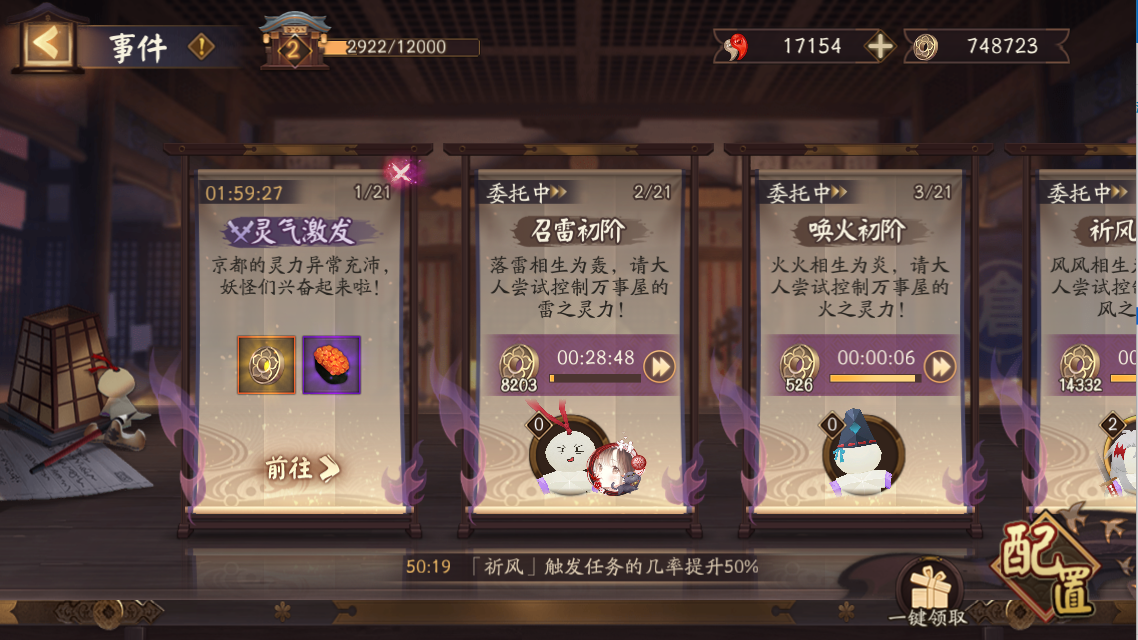 事件
!
2
2922/12000
17154
748723
01:59:27
1/21
灵气激发
京都的灵力异常充沛,
妖怪们兴奋起来啦!
前往
委托中
2/21
召雷初阶
落雷相生为轰, 请大
人尝试控制万事屋的
雷之灵力!
00:28:48
8203
0
委托中
3/21
唤火初阶
火火相生为炎, 请大
人尝试控制万事屋的
火之灵力!
00:00:06
526
0
委托中
祈风
风风相生
人尝试控
风之
00
14332
2
50:19 「祈风」触发任务的几率提升50%
一键领取
配置